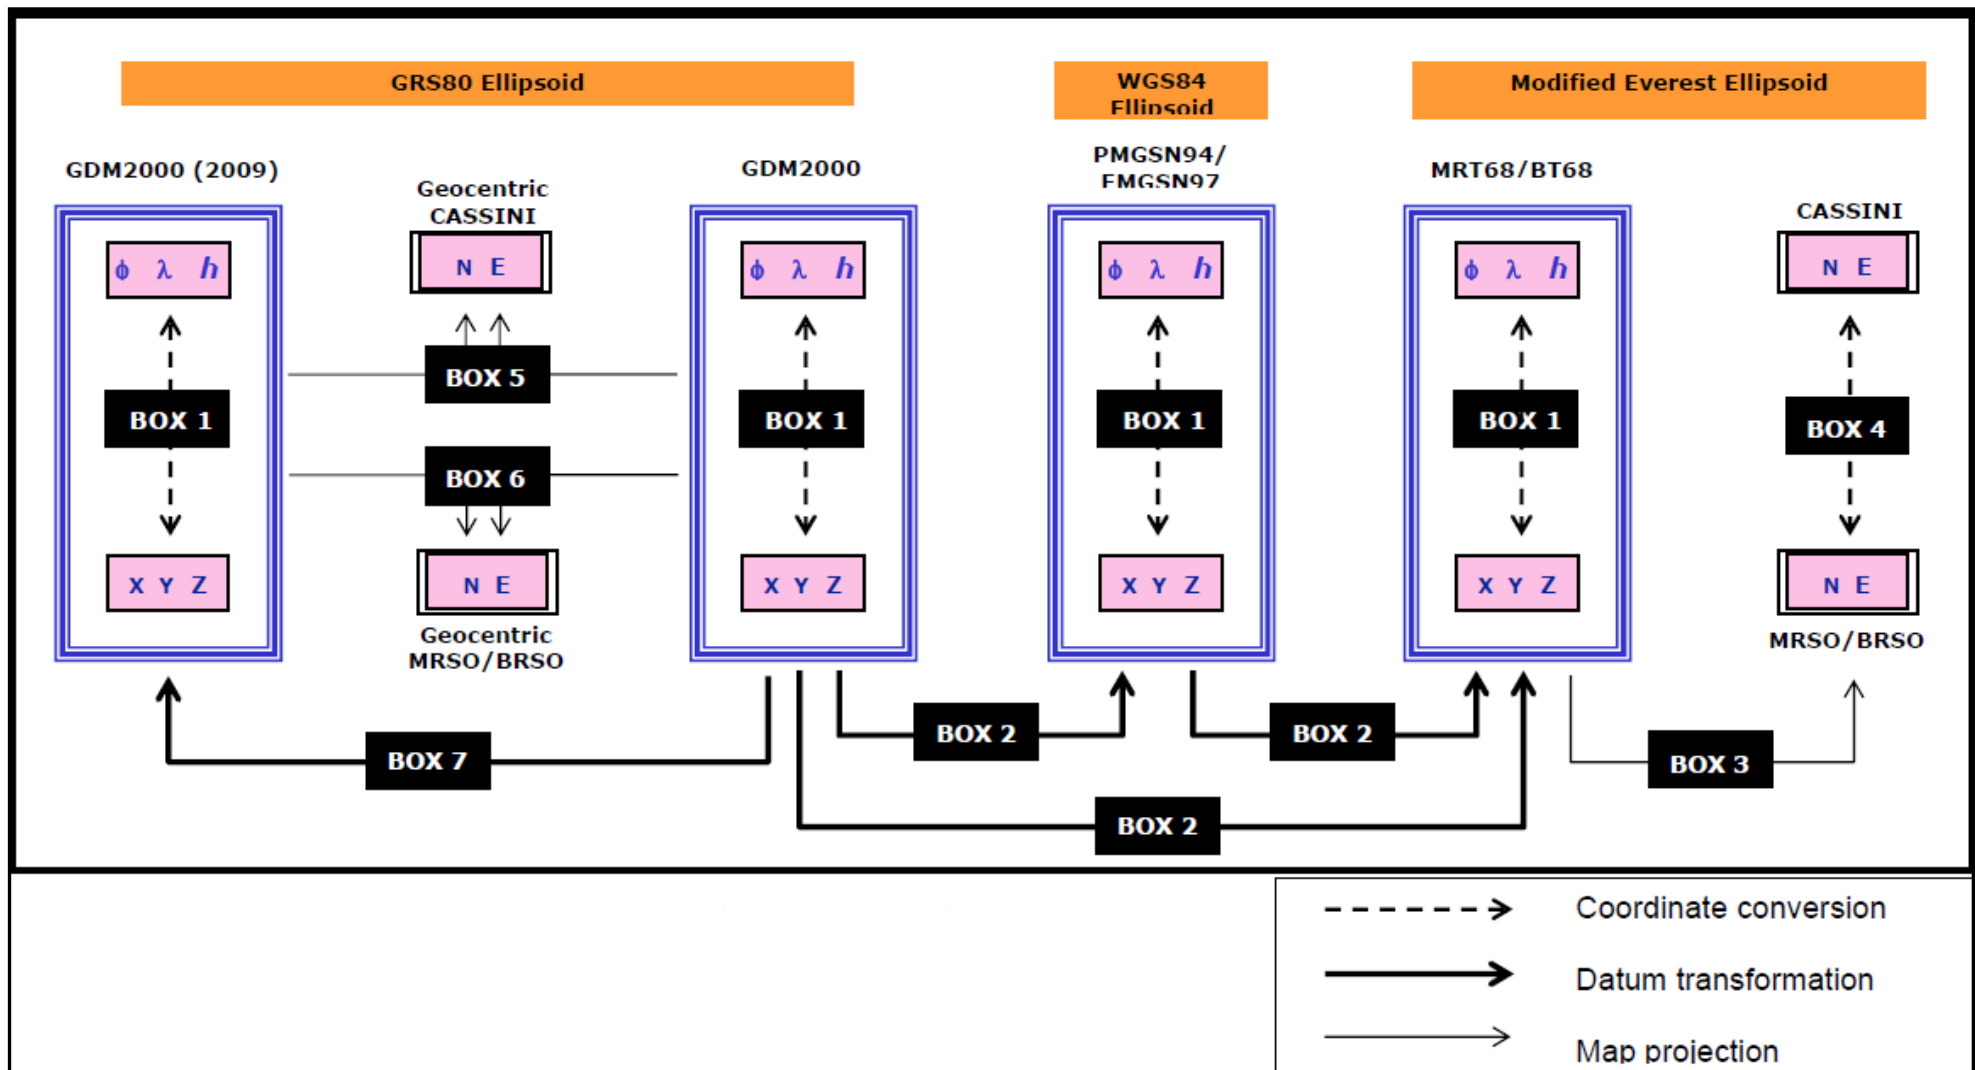 GRS80 Ellipsoid
WGS84
Ellipsoid
Modified Everest Ellipsoid
GDM2000 (2009)
Geocentric
CASSINI
GDM2000
PMGSN94/
EMGSN97
MRT68/BT68
CASSINI
ϕ λ h
N E
ϕ λ h
ϕ λ h
ϕ λ h
N E
BOX 5
BOX 1
BOX 1
BOX 1
BOX 1
BOX 4
BOX 6
X Y Z
N E
X Y Z
X Y Z
X Y Z
N E
Geocentric
MRSO/BRSO
MRSO/BRSO
BOX 7
BOX 2
BOX 2
BOX 3
BOX 2
Coordinate conversion
Datum transformation
Map projection